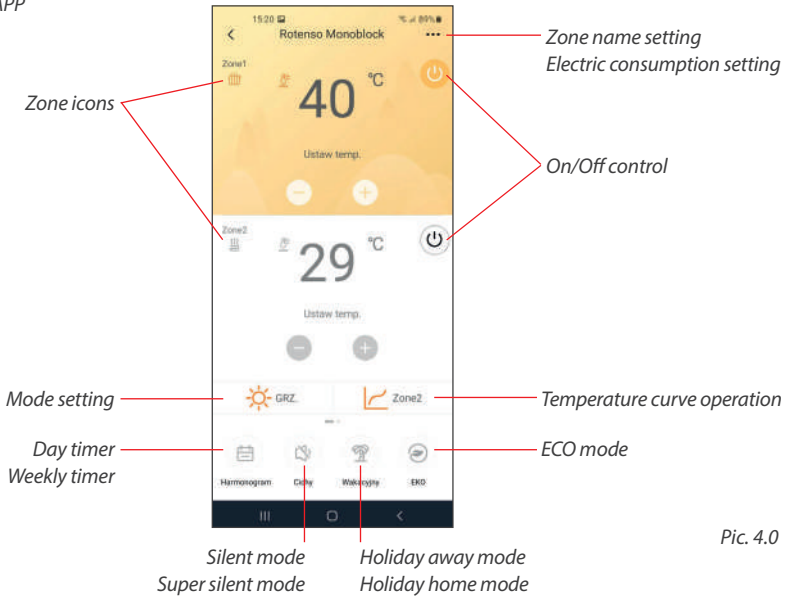 APP
15:20 89%
Rotenso Monoblock
Zone name setting
Electric consumption setting
Zone1
Zone icons
40 °C
Ustaw temp.
On/Off control
Zone2
29 °C
Ustaw temp.
Mode setting
GRZ.
Zone2
Temperature curve operation
Day timer
Weekly timer
ECO mode
Harmonogram Cichy Wakacyjny EKO
Pic. 4.0
Silent mode
Super silent mode
Holiday away mode
Holiday home mode